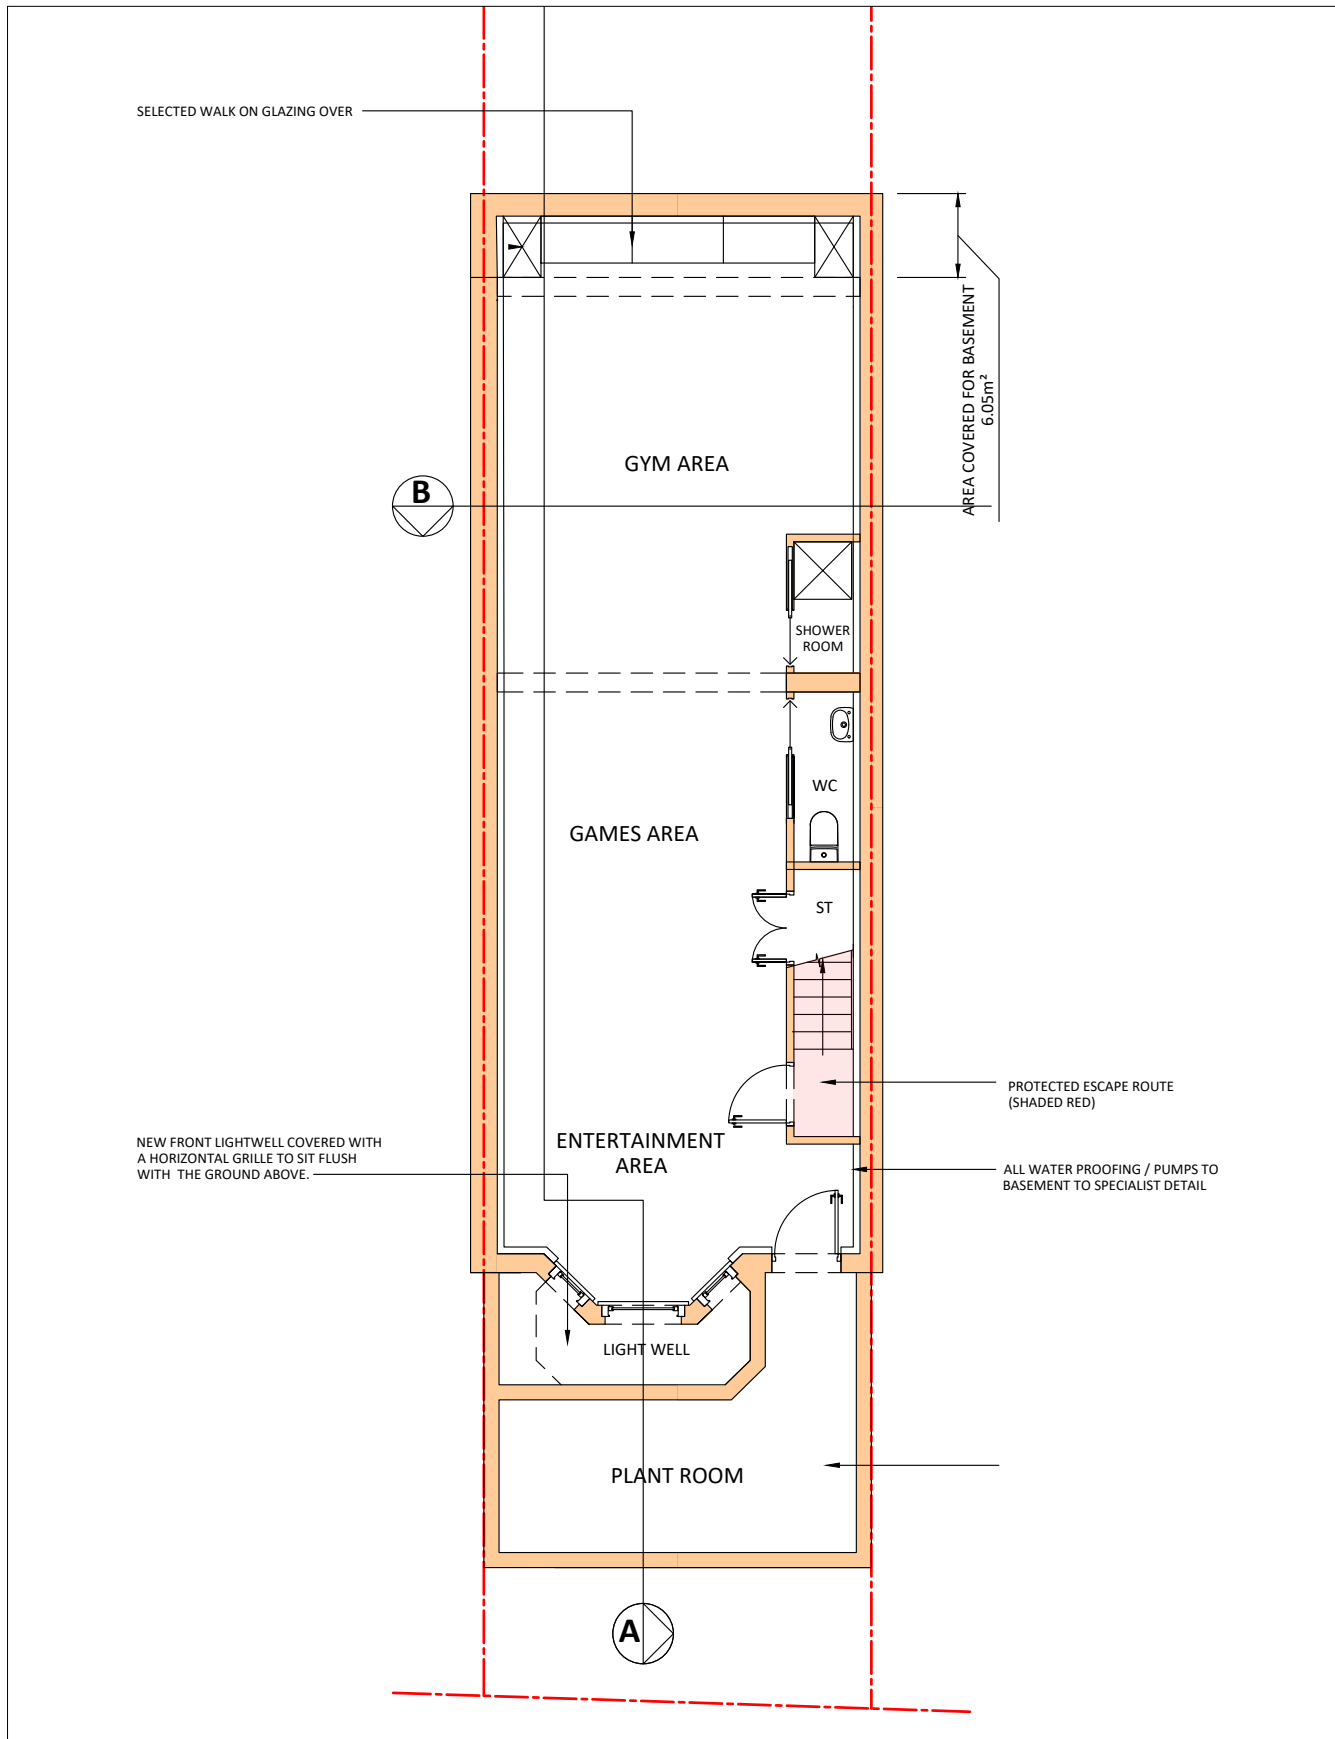 SELECTED WALK ON GLAZING OVER
AREA COVERED FOR BASEMENT
6.05m²
GYM AREA
B
SHOWER
ROOM
WC
GAMES AREA
ST
PROTECTED ESCAPE ROUTE
(SHADED RED)
ENTERTAINMENT
AREA
NEW FRONT LIGHTWELL COVERED WITH
A HORIZONTAL GRILLE TO SIT FLUSH
WITH THE GROUND ABOVE.
ALL WATER PROOFING / PUMPS TO
BASEMENT TO SPECIALIST DETAIL
LIGHT WELL
PLANT ROOM
A